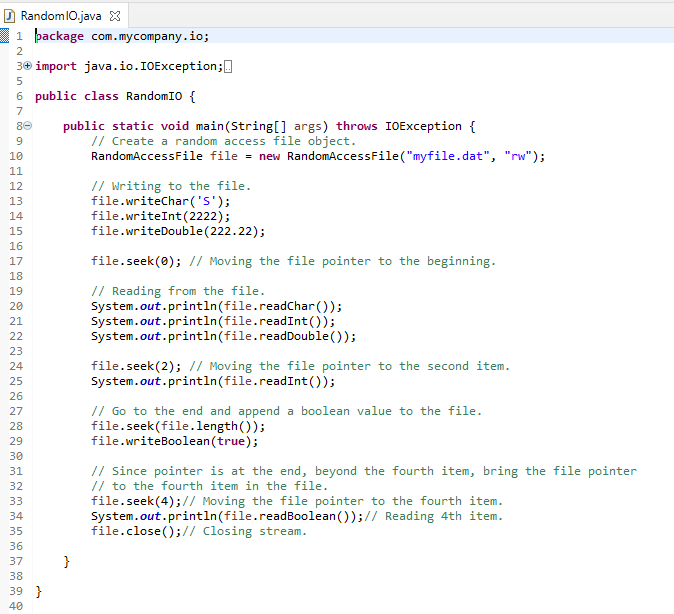 RandomIO.java
1 package com.mycompany.io;
2
3 import java.io.IOException;
5
6 public class RandomIO {
7
8     public static void main(String[] args) throws IOException {
9         // Create a random access file object.
10         RandomAccessFile file = new RandomAccessFile("myfile.dat", "rw");
11
12         // Writing to the file.
13         file.writeChar('S');
14         file.writeInt(2222);
15         file.writeDouble(222.22);
16
17         file.seek(0); // Moving the file pointer to the beginning.
18
19         // Reading from the file.
20         System.out.println(file.readChar());
21         System.out.println(file.readInt());
22         System.out.println(file.readDouble());
23
24         file.seek(2); // Moving the file pointer to the second item.
25         System.out.println(file.readInt());
26
27         // Go to the end and append a boolean value to the file.
28         file.seek(file.length());
29         file.writeBoolean(true);
30
31         // Since pointer is at the end, beyond the fourth item, bring the file pointer
32         // to the fourth item in the file.
33         file.seek(4);// Moving the file pointer to the fourth item.
34         System.out.println(file.readBoolean());// Reading 4th item.
35         file.close();// Closing stream.
36
37     }
38
39 }
40